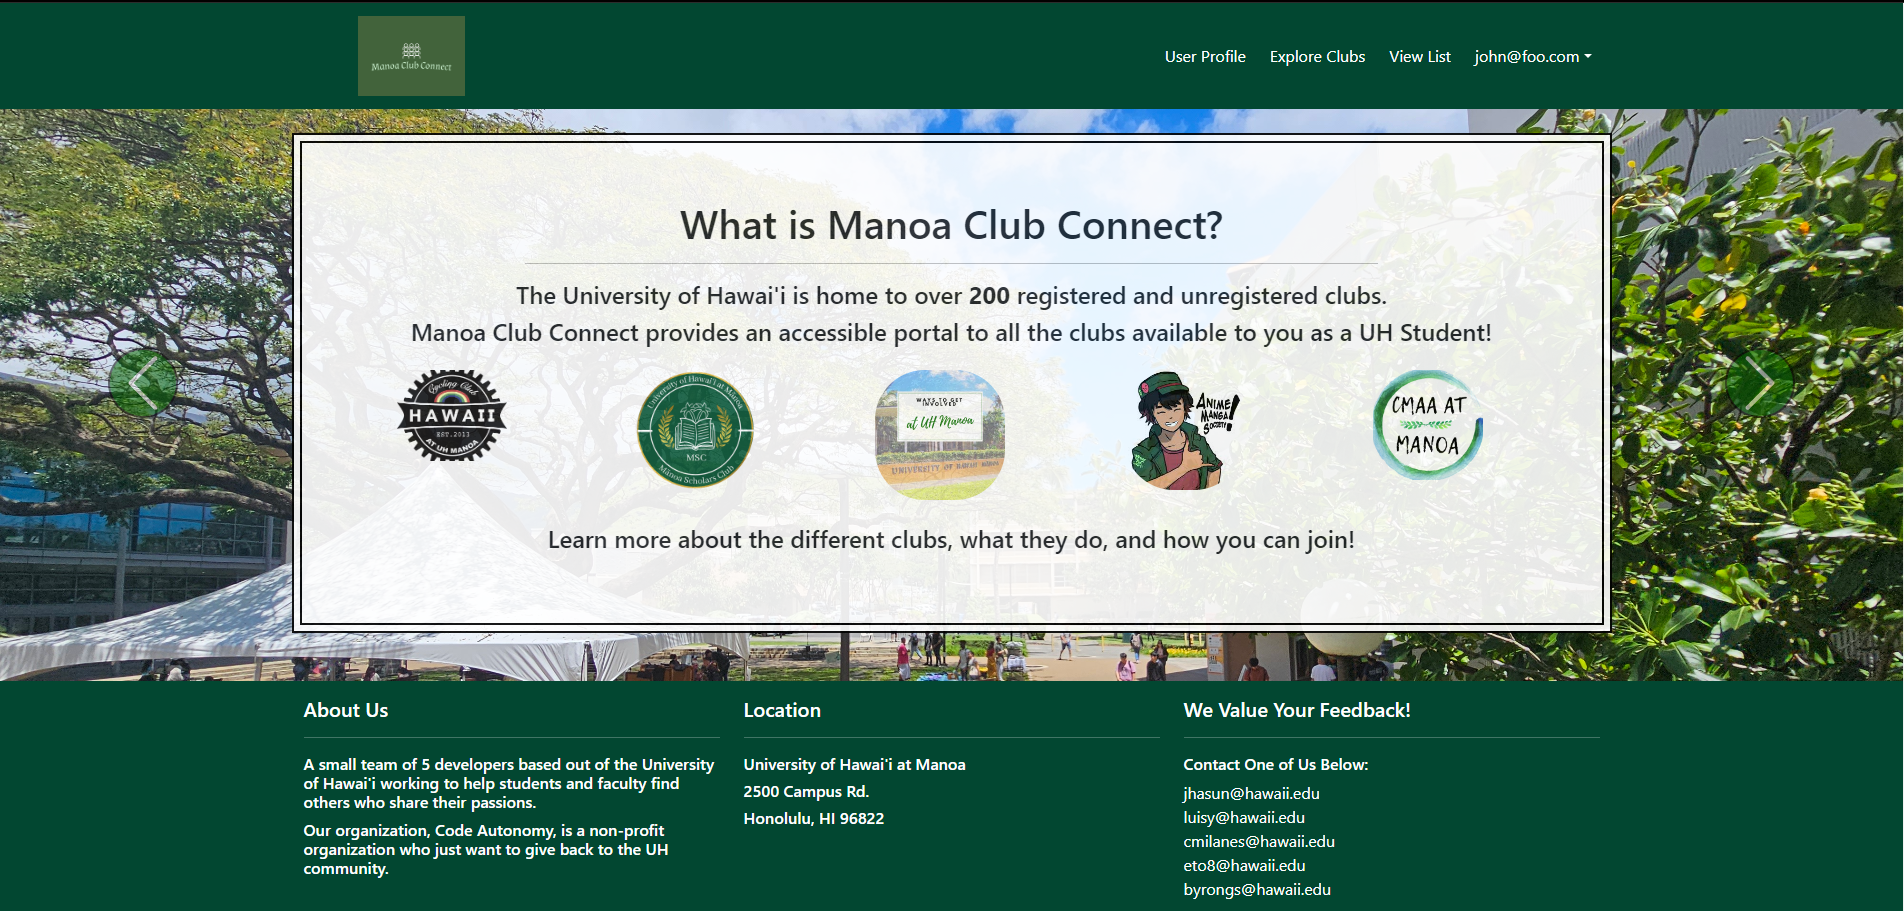 Manoa Club Connect
User Profile
Explore Clubs
View List
john@foo.com
What is Manoa Club Connect?
The University of Hawai'i is home to over 200 registered and unregistered clubs.
Manoa Club Connect provides an accessible portal to all the clubs available to you as a UH Student!
Cycling Club
HAWAII
EST.2013
AT UH MANOA
University of Hawai'i at Mānoa
MSC
Manoa Scholars Club
WAYS TO GET
INVOLVED
at UH Manoa
UNIVERSITY OF HAWAII MANOA
ANIME
MANGA
SOCIETY!
CMAA AT
MANOA
Learn more about the different clubs, what they do, and how you can join!
About Us
A small team of 5 developers based out of the University
of Hawai'i working to help students and faculty find
others who share their passions.
Our organization, Code Autonomy, is a non-profit
organization who just want to give back to the UH
community.
Location
University of Hawai'i at Manoa
2500 Campus Rd.
Honolulu, HI 96822
We Value Your Feedback!
Contact One of Us Below:
jhasun@hawaii.edu
luisy@hawaii.edu
cmilanes@hawaii.edu
eto8@hawaii.edu
byrongs@hawaii.edu